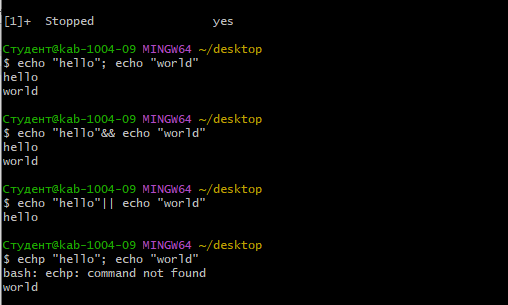 [1]+  Stopped                 yes
Студент@kab-1004-09 MINGW64 ~/desktop
$ echo "hello"; echo "world"
hello
world
Студент@kab-1004-09 MINGW64 ~/desktop
$ echo "hello"&& echo "world"
hello
world
Студент@kab-1004-09 MINGW64 ~/desktop
$ echo "hello"|| echo "world"
hello
Студент@kab-1004-09 MINGW64 ~/desktop
$ echp "hello"; echo "world"
bash: echp: command not found
world